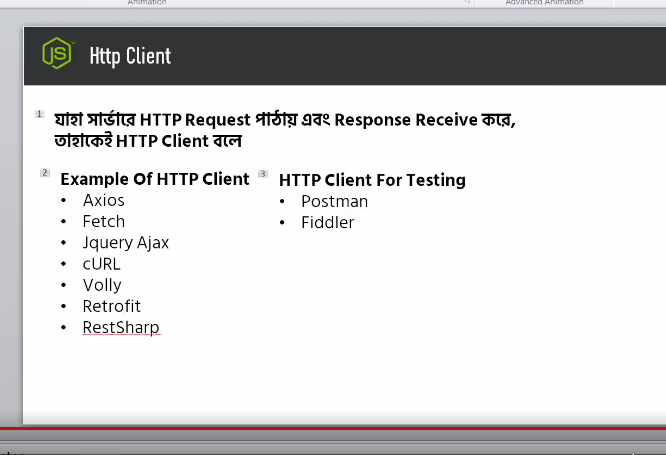 Animation
Advanced Animation
JS
Http Client
1
যাহা সার্ভারে HTTP Request পাঠায় এবং Response Receive করে,
তাহাকেই HTTP Client বলে
2
Example Of HTTP Client
• Axios
• Fetch
• Jquery Ajax
• cURL
• Volly
• Retrofit
• RestSharp
3
HTTP Client For Testing
• Postman
• Fiddler